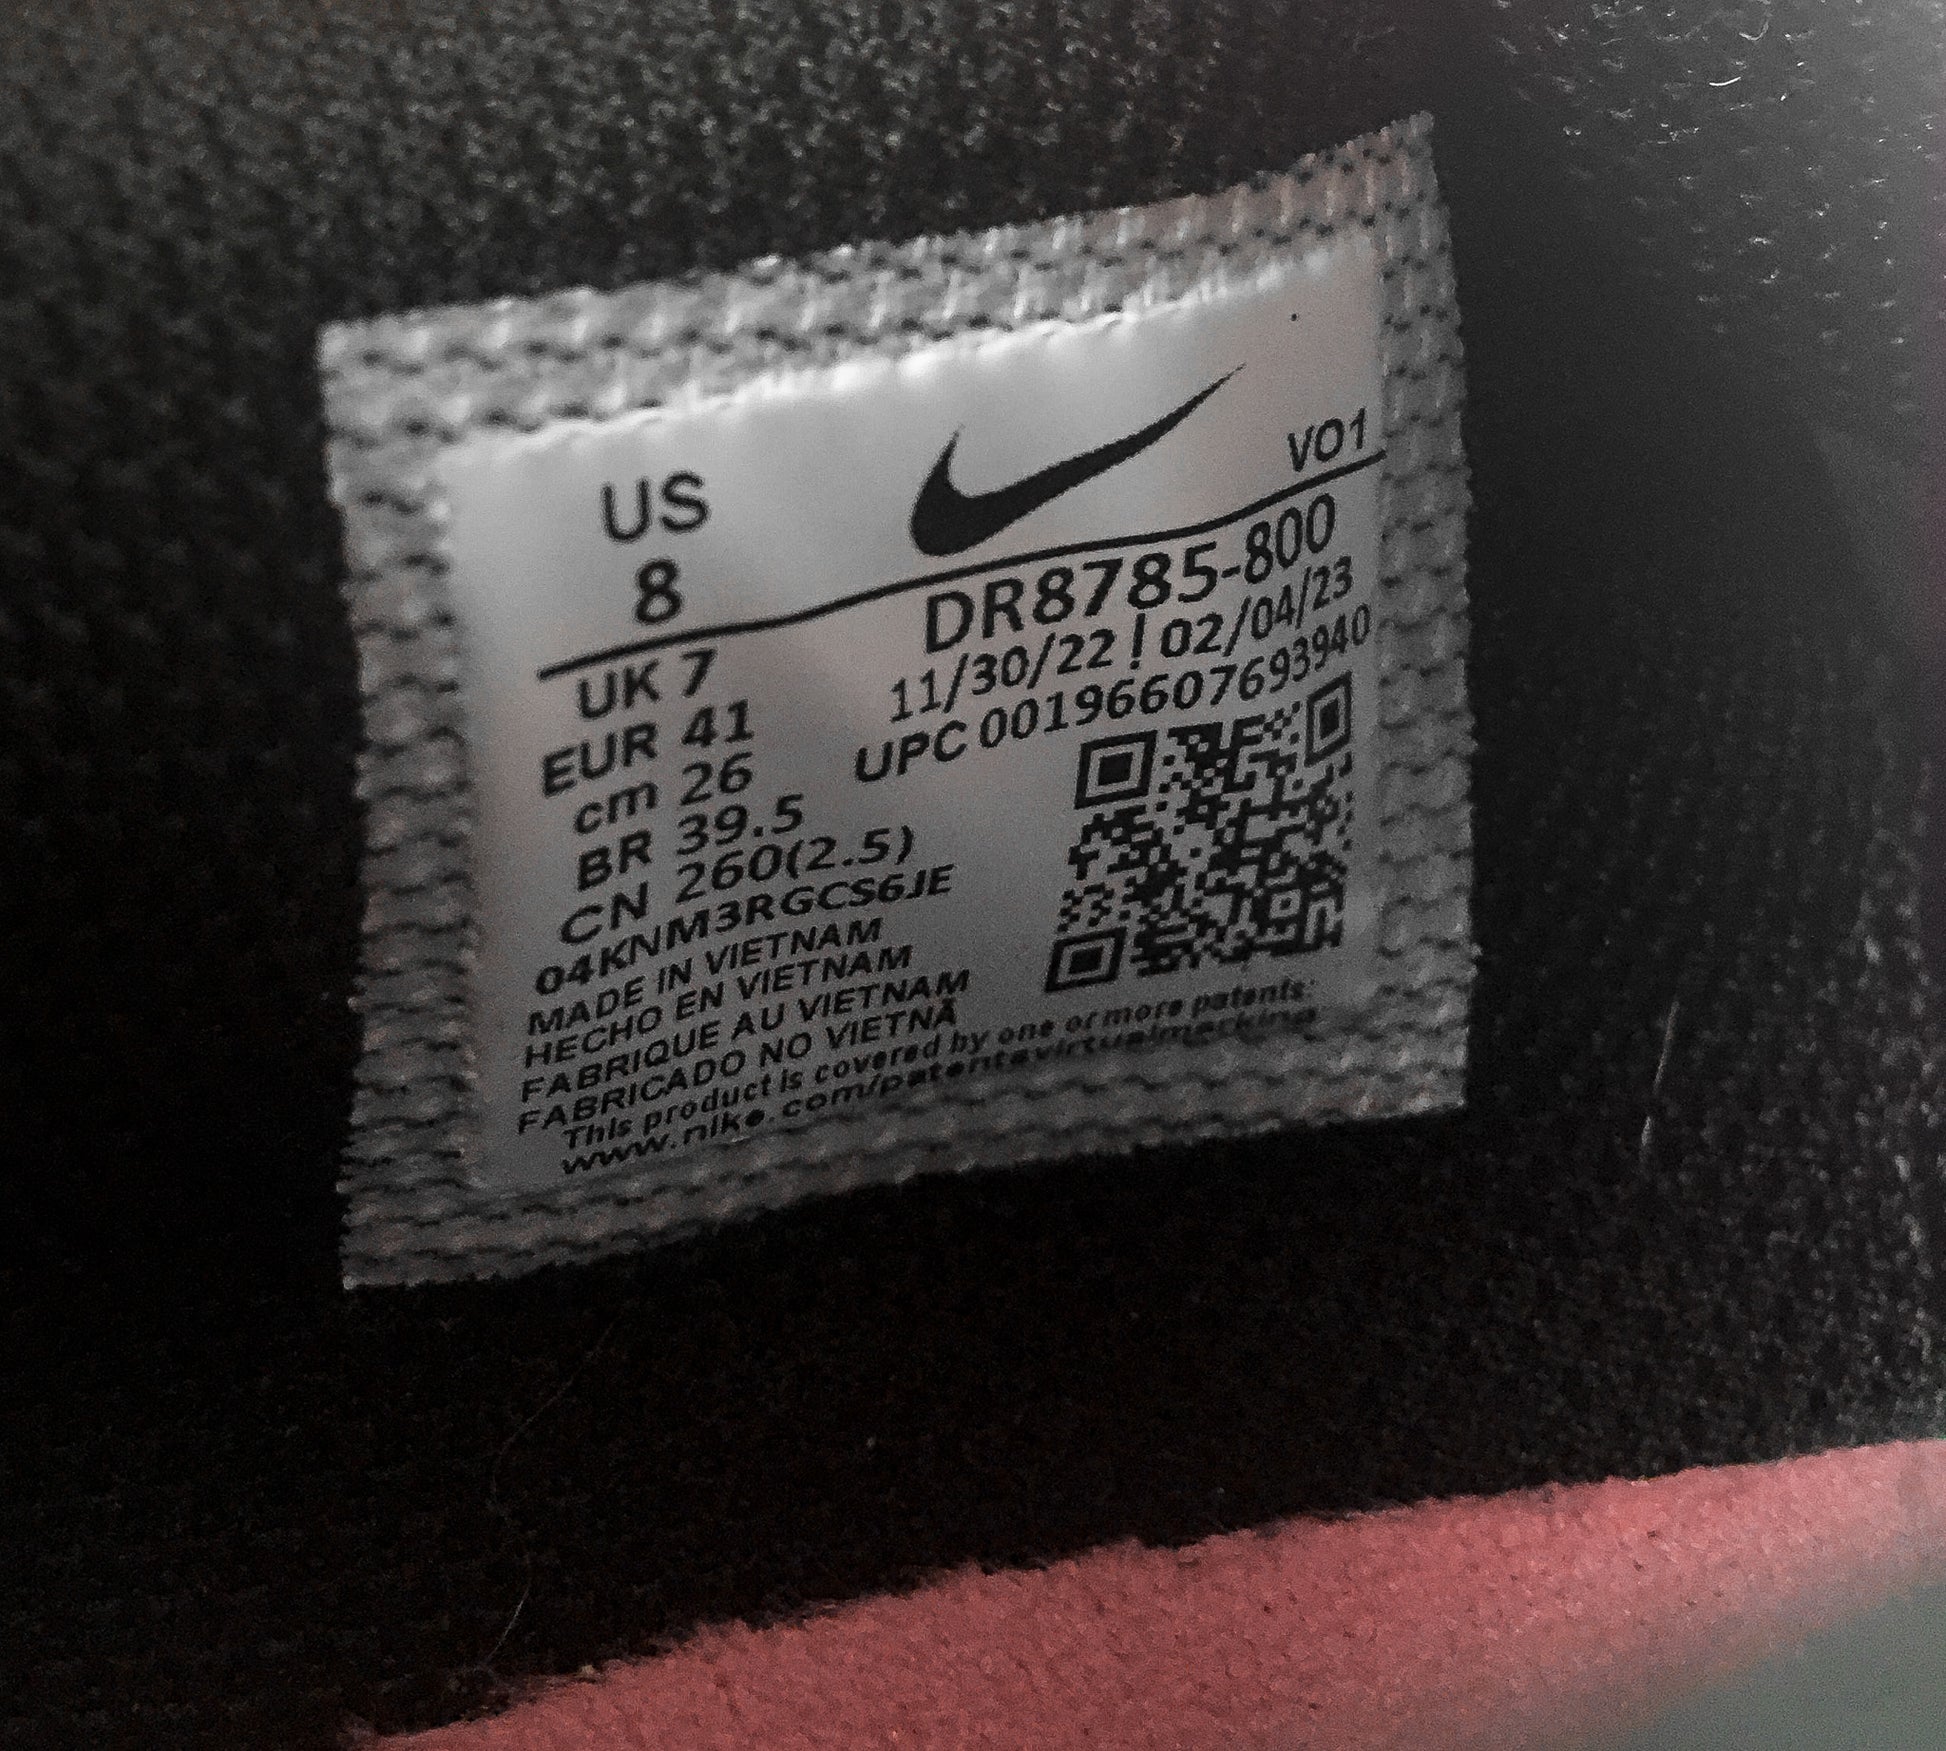 US
8
VO1
UK 7
EUR 41
cm 26
BR 39.5
CN 260(2.5)
DR8785-800
11/30/22 ! 02/04/23
UPC 00196607693940
04KNM3RGCS6JE
MADE IN VIETNAM
HECHO EN VIETNAM
FABRIQUE AU VIETNAM
FABRICADO NO VIETNÃ
This product is covered by one or more patents:
www.nike.com/patentsvirtualmarking